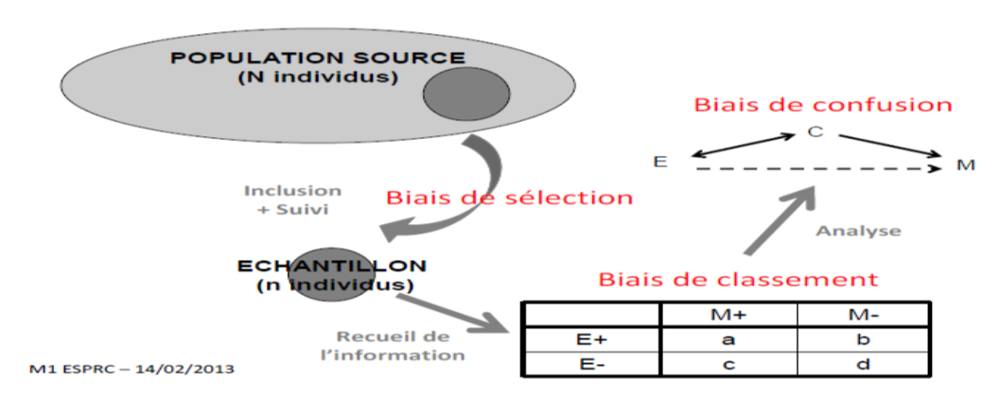 POPULATION SOURCE
(N individus)
Biais de confusion
C
E
M
Inclusion
+ Suivi
Biais de sélection
Analyse
ECHANTILLON
(n individus)
Biais de classement
M+ M-
E+ a b
E- c d
Recueil de
l'information
M1 ESPRC – 14/02/2013